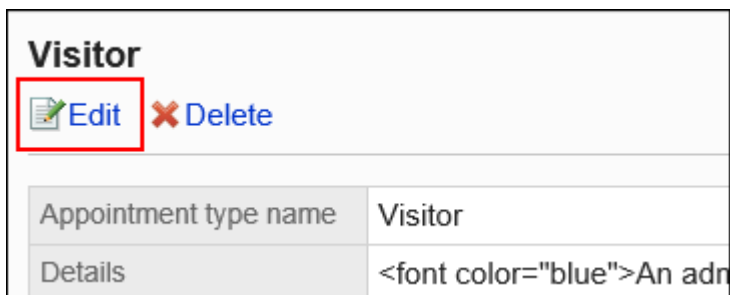 Visitor
Edit Delete
Appointment type name Visitor
Details <font color="blue">An adm